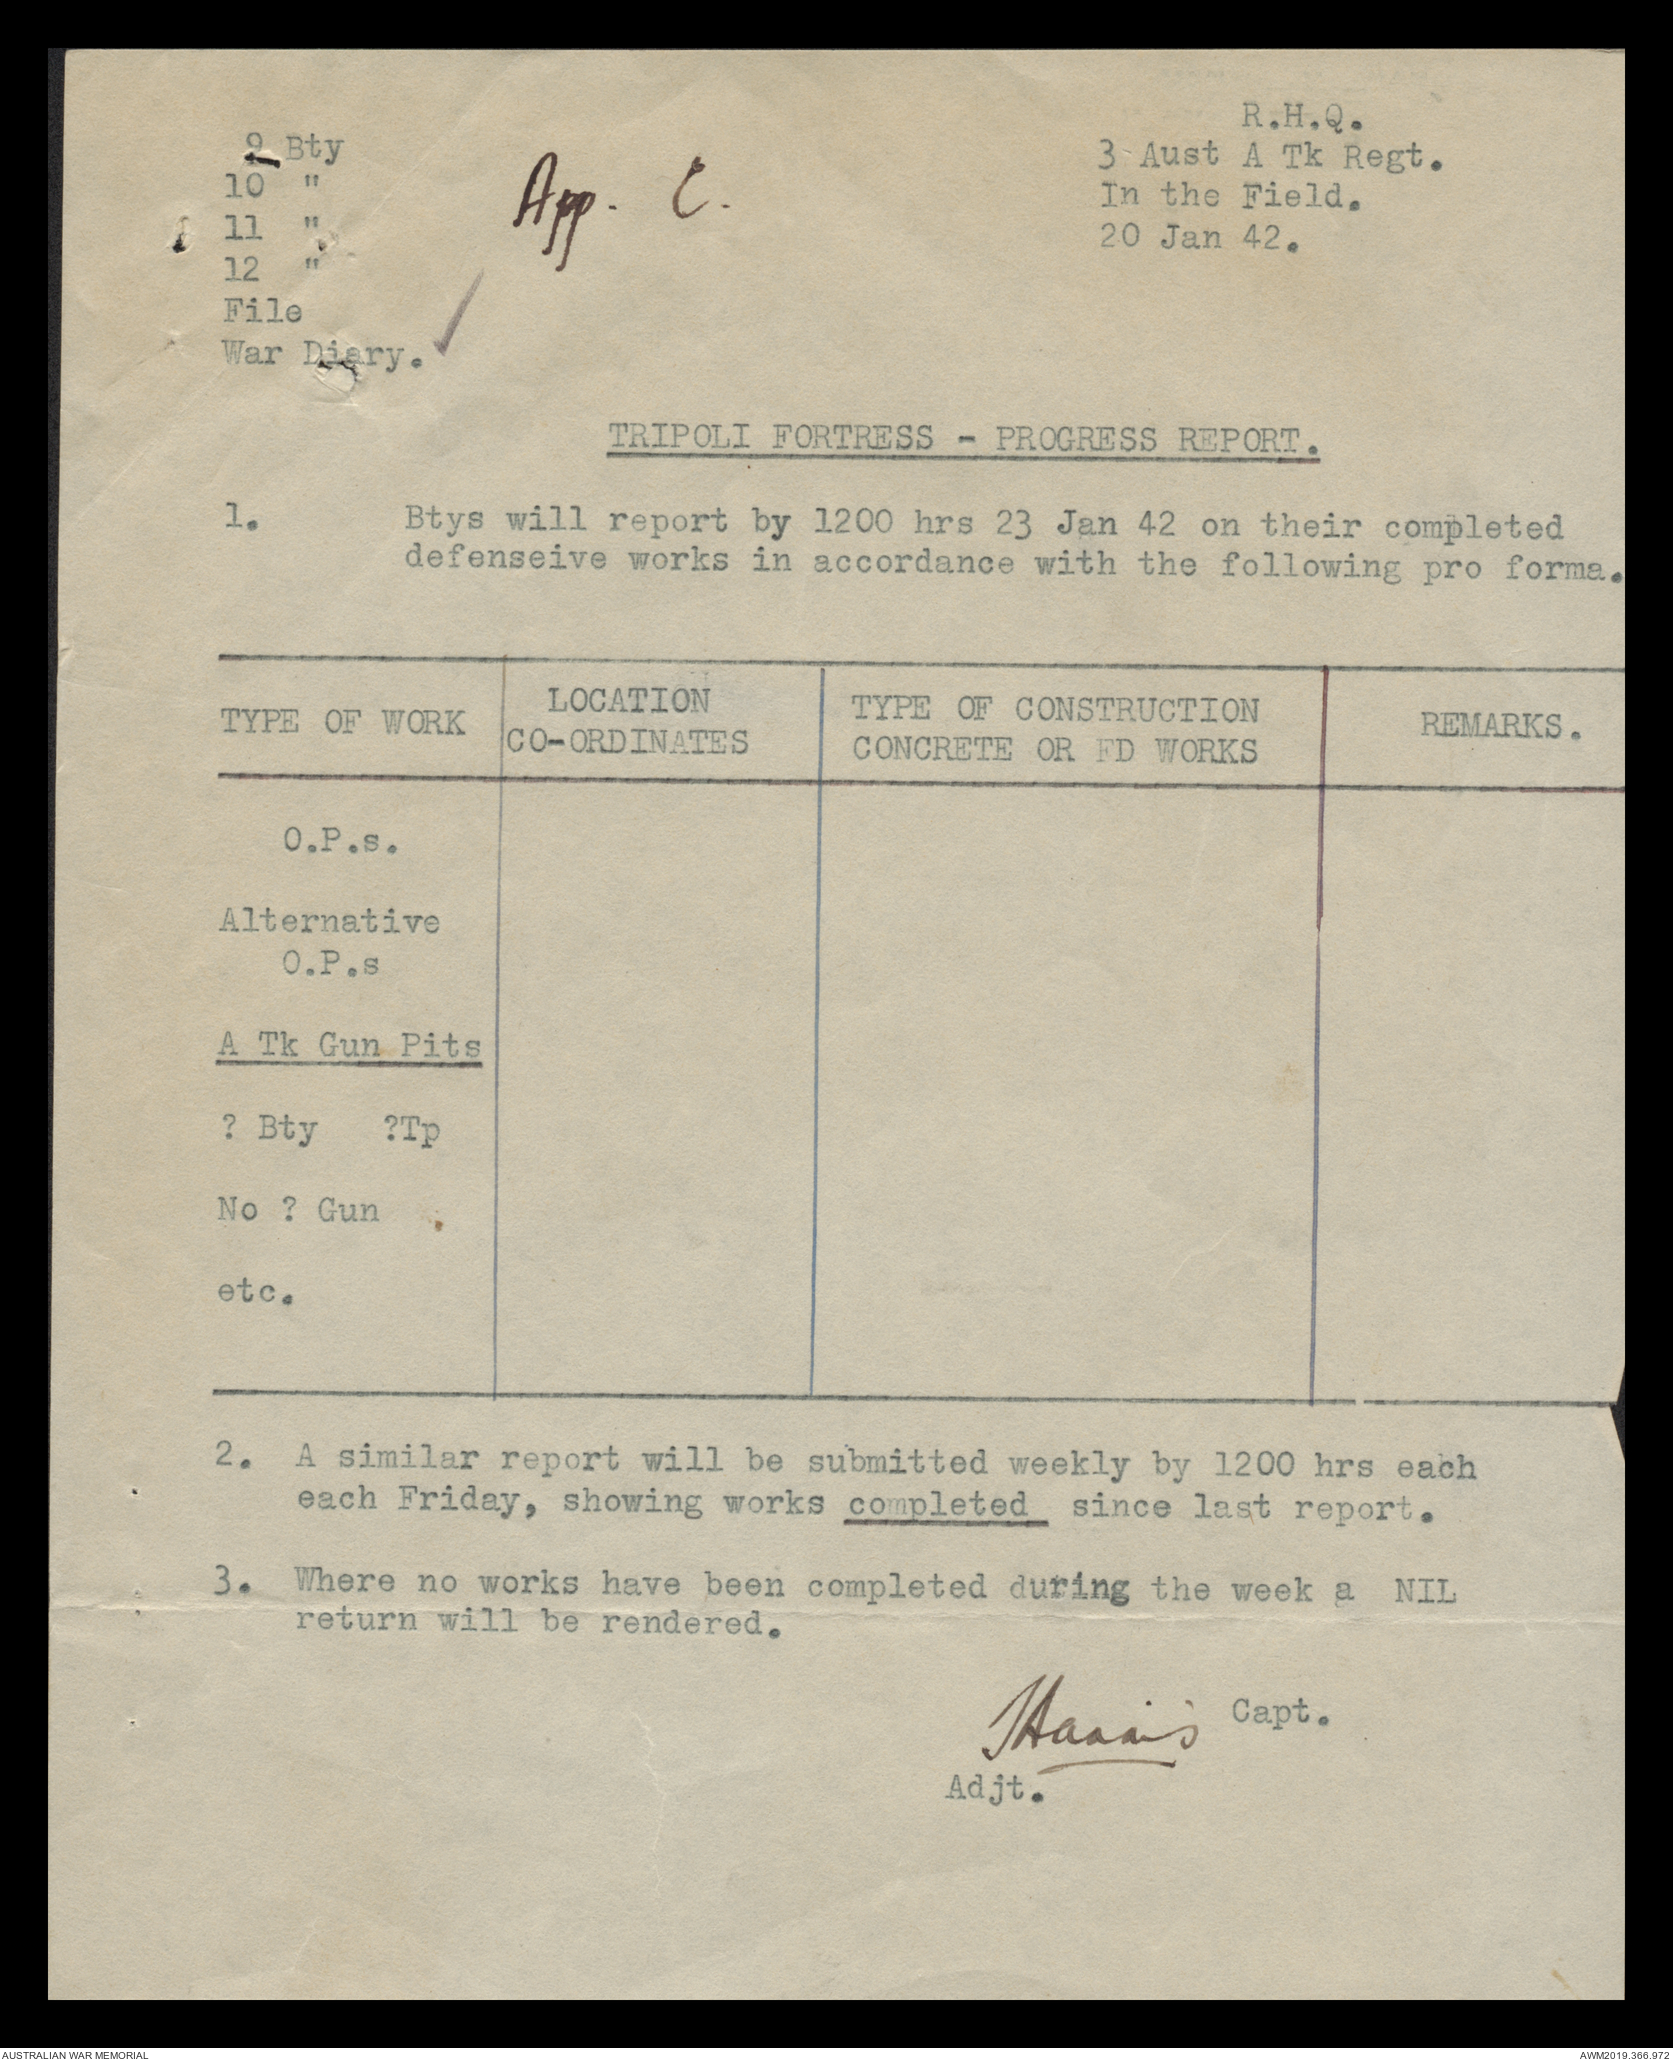 R.H.Q.
9 Bty
3 Aust A Tk Regt.
10 "
App. C.
In the Field.
11 "
20 Jan 42.
12 "
File
War Diary.
TRIPOLI FORTRESS - PROGRESS REPORT.
1. Btys will report by 1200 hrs 23 Jan 42 on their completed
defenseive works in accordance with the following pro forma.
TYPE OF WORK
LOCATION
CO-ORDINATES
TYPE OF CONSTRUCTION
CONCRETE OR FD WORKS
REMARKS.
O.P.s.
Alternative
O.P.s
A Tk Gun Pits
? Bty ?Tp
No ? Gun
etc.
2. A similar report will be submitted weekly by 1200 hrs each
each Friday, showing works completed since last report.
3. Where no works have been completed during the week a NIL
return will be rendered.
JHarris Capt.
Adjt.
AUSTRALIAN WAR MEMORIAL
AWM2019.366.972